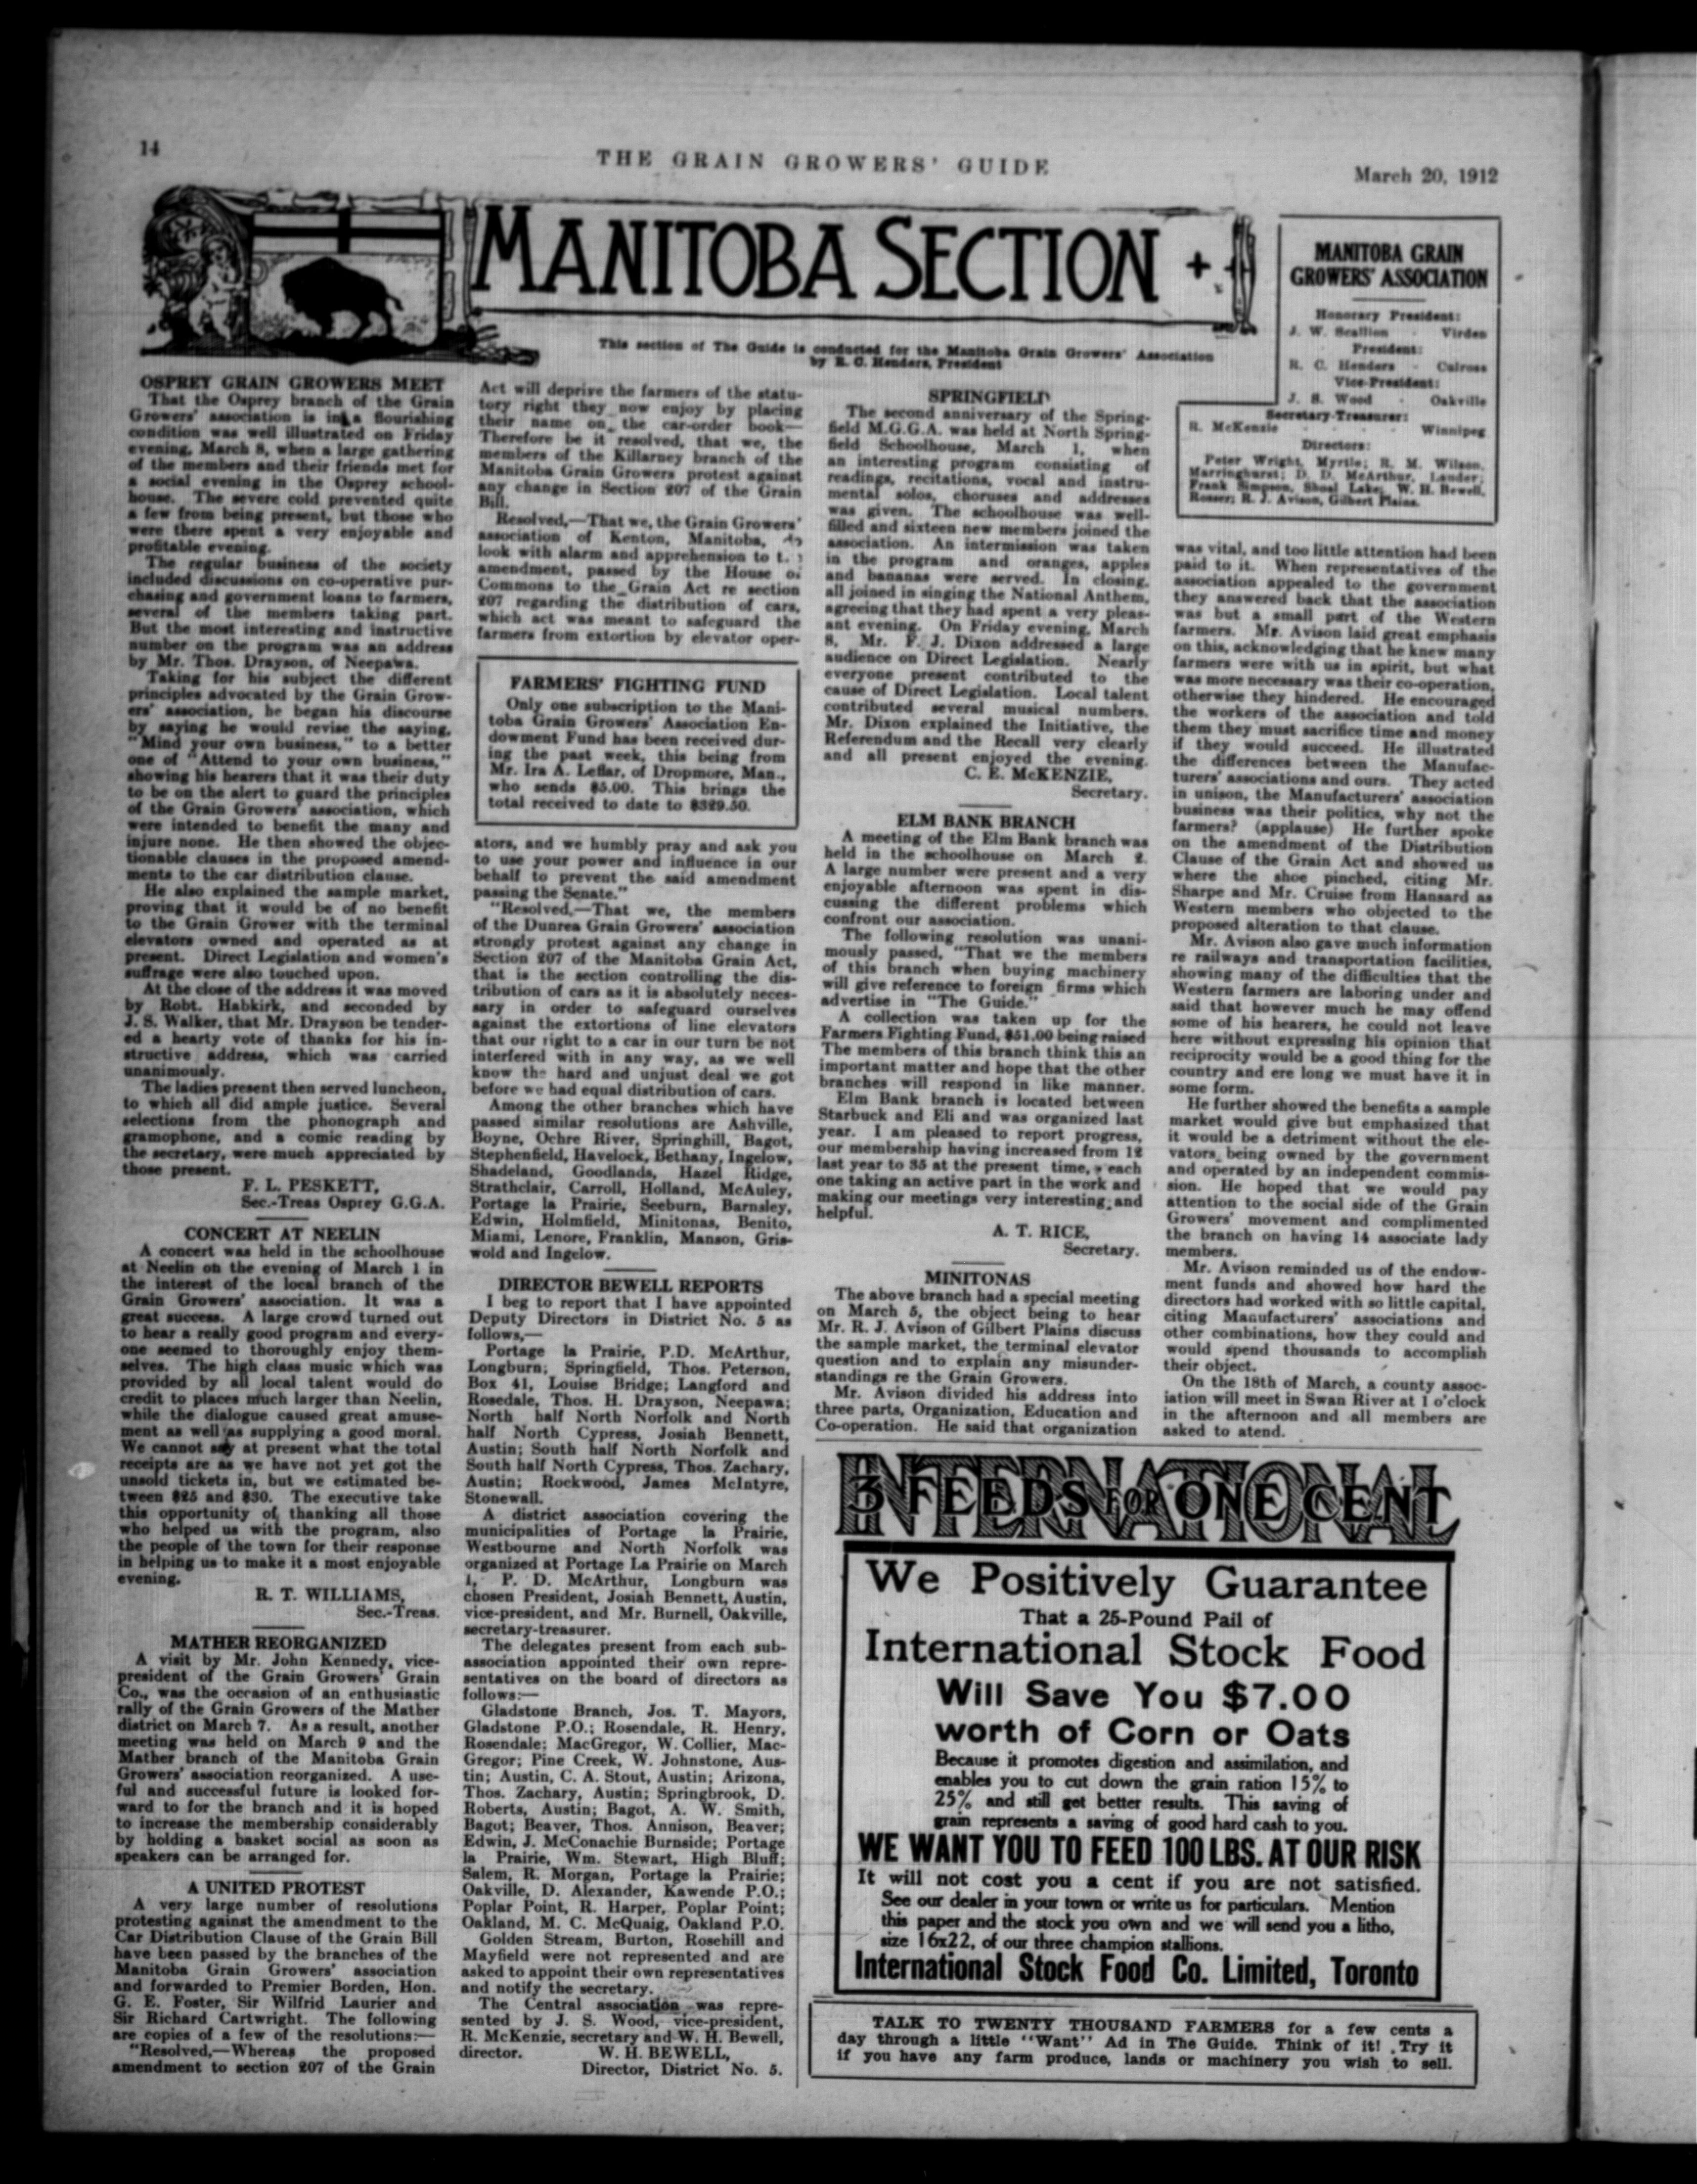 14
THE GRAIN GROWERS' GUIDE
March 20, 1912
MANITOBA SECTION
This section of The Guide is conducted for the Manitoba Grain Growers' Association
by R. C. Henders, President
MANITOBA GRAIN
GROWERS' ASSOCIATION
Honorary President:
J. W. Scallion - Virden
President:
R. C. Henders - Culross
Vice-President:
J. S. Wood - Oakville
Secretary-Treasurer:
R. McKenzie - - - - Winnipeg
Directors:
Peter Wright, Myrtle; R. M. Wilson,
Marringhurst; D. D. McArthur, Lauder;
Frank Simpson, Shoal Lake; W. H. Bewell,
Rosser; R. J. Avison, Gilbert Plains.
OSPREY GRAIN GROWERS MEET
That the Osprey branch of the Grain
Growers' association is in a flourishing
condition was well illustrated on Friday
evening, March 8, when a large gathering
of the members and their friends met for
a social evening in the Osprey school-
house. The severe cold prevented quite
a few from being present, but those who
were there spent a very enjoyable and
profitable evening.
The regular business of the society
included discussions on co-operative pur-
chasing and government loans to farmers,
several of the members taking part.
But the most interesting and instructive
number on the program was an address
by Mr. Thos. Drayson, of Neepawa.
Taking for his subject the different
principles advocated by the Grain Grow-
ers' association, he began his discourse
by saying he would revise the saying,
"Mind your own business," to a better
one of "Attend to your own business,"
showing his hearers that it was their duty
to be on the alert to guard the principles
of the Grain Growers' association, which
were intended to benefit the many and
injure none. He then showed the objec-
tionable clauses in the proposed amend-
ments to the car distribution clause.
He also explained the sample market,
proving that it would be of no benefit
to the Grain Grower with the terminal
elevators owned and operated as at
present. Direct Legislation and women's
suffrage were also touched upon.
At the close of the address it was moved
by Robt. Habkirk, and seconded by
J. S. Walker, that Mr. Drayson be tender-
ed a hearty vote of thanks for his in-
structive address, which was carried
unanimously.
The ladies present then served luncheon,
to which all did ample justice. Several
selections from the phonograph and
gramophone, and a comic reading by
the secretary, were much appreciated by
those present.
F. L. PESKETT,
Sec.-Treas Osprey G.G.A.
CONCERT AT NEELIN
A concert was held in the schoolhouse
at Neelin on the evening of March 1 in
the interest of the local branch of the
Grain Growers' association. It was a
great success. A large crowd turned out
to hear a really good program and every-
one seemed to thoroughly enjoy them-
selves. The high class music which was
provided by all local talent would do
credit to places much larger than Neelin,
while the dialogue caused great amuse-
ment as well as supplying a good moral.
We cannot say at present what the total
receipts are as we have not yet got the
unsold tickets in, but we estimated be-
tween $25 and $30. The executive take
this opportunity of thanking all those
who helped us with the program, also
the people of the town for their response
in helping us to make it a most enjoyable
evening.
R. T. WILLIAMS,
Sec.-Treas.
MATHER REORGANIZED
A visit by Mr. John Kennedy, vice-
president of the Grain Growers' Grain
Co., was the occasion of an enthusiastic
rally of the Grain Growers of the Mather
district on March 7. As a result, another
meeting was held on March 9 and the
Mather branch of the Manitoba Grain
Growers' association reorganized. A use-
ful and successful future is looked for-
ward to for the branch and it is hoped
to increase the membership considerably
by holding a basket social as soon as
speakers can be arranged for.
A UNITED PROTEST
A very large number of resolutions
protesting against the amendment to the
Car Distribution Clause of the Grain Bill
have been passed by the branches of the
Manitoba Grain Growers' association
and forwarded to Premier Borden, Hon.
G. E. Foster, Sir Wilfrid Laurier and
Sir Richard Cartwright. The following
are copies of a few of the resolutions:—
"Resolved,—Whereas the proposed
amendment to section 207 of the Grain
Act will deprive the farmers of the statu-
tory right they now enjoy by placing
their name on the car-order book—
Therefore be it resolved, that we, the
members of the Killarney branch of the
Manitoba Grain Growers protest against
any change in Section 207 of the Grain
Bill.
Resolved,—That we, the Grain Growers'
association of Kenton, Manitoba, do
look with alarm and apprehension to t.
amendment, passed by the House of
Commons to the Grain Act re section
207 regarding the distribution of cars,
which act was meant to safeguard the
farmers from extortion by elevator oper-
FARMERS' FIGHTING FUND
Only one subscription to the Mani-
toba Grain Growers' Association En-
dowment Fund has been received dur-
ing the past week, this being from
Mr. Ira A. Leflar, of Dropmore, Man.,
who sends $5.00. This brings the
total received to date to $329.50.
ators, and we humbly pray and ask you
to use your power and influence in our
behalf to prevent the said amendment
passing the Senate."
"Resolved,—That we, the members
of the Dunrea Grain Growers' association
strongly protest against any change in
Section 207 of the Manitoba Grain Act,
that is the section controlling the dis-
tribution of cars as it is absolutely neces-
sary in order to safeguard ourselves
against the extortions of line elevators
that our right to a car in our turn be not
interfered with in any way, as we well
know the hard and unjust deal we got
before we had equal distribution of cars.
Among the other branches which have
passed similar resolutions are Ashville,
Boyne, Ochre River, Springhill, Bagot,
Stephenfield, Havelock, Bethany, Ingelow,
Shadeland, Goodlands, Hazel Ridge,
Strathclair, Carroll, Holland, McAuley,
Portage la Prairie, Seeburn, Barnsley,
Edwin, Holmfield, Minitonas, Benito,
Miami, Lenore, Franklin, Manson, Gris-
wold and Ingelow.
DIRECTOR BEWELL REPORTS
I beg to report that I have appointed
Deputy Directors in District No. 5 as
follows,—
Portage la Prairie, P.D. McArthur,
Longburn; Springfield, Thos. Peterson,
Box 41, Louise Bridge; Langford and
Rosedale, Thos. H. Drayson, Neepawa;
North half North Norfolk and North
half North Cypress, Josiah Bennett,
Austin; South half North Norfolk and
South half North Cypress, Thos. Zachary,
Austin; Rockwood, James McIntyre,
Stonewall.
A district association covering the
municipalities of Portage la Prairie,
Westbourne and North Norfolk was
organized at Portage La Prairie on March
1, P. D. McArthur, Longburn was
chosen President, Josiah Bennett, Austin,
vice-president, and Mr. Burnell, Oakville,
secretary-treasurer.
The delegates present from each sub-
association appointed their own repre-
sentatives on the board of directors as
follows:—
Gladstone Branch, Jos. T. Mayors,
Gladstone P.O.; Rosendale, R. Henry,
Rosendale; MacGregor, W. Collier, Mac-
Gregor; Pine Creek, W. Johnstone, Aus-
tin; Austin, C. A. Stout, Austin; Arizona,
Thos. Zachary, Austin; Springbrook, D.
Roberts, Austin; Bagot, A. W. Smith,
Bagot; Beaver, Thos. Annison, Beaver;
Edwin, J. McConachie Burnside; Portage
la Prairie, Wm. Stewart, High Bluff;
Salem, R. Morgan, Portage la Prairie;
Oakville, D. Alexander, Kawende P.O.;
Poplar Point, R. Harper, Poplar Point;
Oakland, M. C. McQuaig, Oakland P.O.
Golden Stream, Burton, Rosehill and
Mayfield were not represented and are
asked to appoint their own representatives
and notify the secretary.
The Central association was repre-
sented by J. S. Wood, vice-president,
R. McKenzie, secretary and W. H. Bewell,
director. W. H. BEWELL,
Director, District No. 5.
SPRINGFIELD
The second anniversary of the Spring-
field M.G.G.A. was held at North Spring-
field Schoolhouse, March 1, when
an interesting program consisting of
readings, recitations, vocal and instru-
mental solos, choruses and addresses
was given. The schoolhouse was well-
filled and sixteen new members joined the
association. An intermission was taken
in the program and oranges, apples
and bananas were served. In closing,
all joined in singing the National Anthem,
agreeing that they had spent a very pleas-
ant evening. On Friday evening, March
8, Mr. F. J. Dixon addressed a large
audience on Direct Legislation. Nearly
everyone present contributed to the
cause of Direct Legislation. Local talent
contributed several musical numbers.
Mr. Dixon explained the Initiative, the
Referendum and the Recall very clearly
and all present enjoyed the evening.
C. E. McKENZIE,
Secretary.
ELM BANK BRANCH
A meeting of the Elm Bank branch was
held in the schoolhouse on March 2.
A large number were present and a very
enjoyable afternoon was spent in dis-
cussing the different problems which
confront our association.
The following resolution was unani-
mously passed, "That we the members
of this branch when buying machinery
will give reference to foreign firms which
advertise in "The Guide."
A collection was taken up for the
Farmers Fighting Fund, $51.00 being raised
The members of this branch think this an
important matter and hope that the other
branches will respond in like manner.
Elm Bank branch is located between
Starbuck and Eli and was organized last
year. I am pleased to report progress,
our membership having increased from 12
last year to 35 at the present time, each
one taking an active part in the work and
making our meetings very interesting and
helpful.
A. T. RICE,
Secretary.
MINITONAS
The above branch had a special meeting
on March 5, the object being to hear
Mr. R. J. Avison of Gilbert Plains discuss
the sample market, the terminal elevator
question and to explain any misunder-
standings re the Grain Growers.
Mr. Avison divided his address into
three parts, Organization, Education and
Co-operation. He said that organization
was vital, and too little attention had been
paid to it. When representatives of the
association appealed to the government
they answered back that the association
was but a small part of the Western
farmers. Mr. Avison laid great emphasis
on this, acknowledging that he knew many
farmers were with us in spirit, but what
was more necessary was their co-operation,
otherwise they hindered. He encouraged
the workers of the association and told
them they must sacrifice time and money
if they would succeed. He illustrated
the differences between the Manufac-
turers' associations and ours. They acted
in unison, the Manufacturers' association
business was their politics, why not the
farmers? (applause) He further spoke
on the amendment of the Distribution
Clause of the Grain Act and showed us
where the shoe pinched, citing Mr.
Sharpe and Mr. Cruise from Hansard as
Western members who objected to the
proposed alteration to that clause.
Mr. Avison also gave much information
re railways and transportation facilities,
showing many of the difficulties that the
Western farmers are laboring under and
said that however much he may offend
some of his hearers, he could not leave
here without expressing his opinion that
reciprocity would be a good thing for the
country and ere long we must have it in
some form.
He further showed the benefits a sample
market would give but emphasized that
it would be a detriment without the ele-
vators being owned by the government
and operated by an independent commis-
sion. He hoped that we would pay
attention to the social side of the Grain
Growers' movement and complimented
the branch on having 14 associate lady
members.
Mr. Avison reminded us of the endow-
ment funds and showed how hard the
directors had worked with so little capital,
citing Manufacturers' associations and
other combinations, how they could and
would spend thousands to accomplish
their object.
On the 18th of March, a county assoc-
iation will meet in Swan River at 1 o'clock
in the afternoon and all members are
asked to atend.
INTERNATIONAL
3 FEEDS FOR ONE CENT
We Positively Guarantee
That a 25-Pound Pail of
International Stock Food
Will Save You $7.00
worth of Corn or Oats
Because it promotes digestion and assimilation, and
enables you to cut down the grain ration 15% to
25% and still get better results. This saving of
grain represents a saving of good hard cash to you.
WE WANT YOU TO FEED 100 LBS. AT OUR RISK
It will not cost you a cent if you are not satisfied.
See our dealer in your town or write us for particulars. Mention
this paper and the stock you own and we will send you a litho,
size 16x22, of our three champion stallions.
International Stock Food Co. Limited, Toronto
TALK TO TWENTY THOUSAND FARMERS for a few cents a
day through a little "Want" Ad in The Guide. Think of it! Try it
if you have any farm produce, lands or machinery you wish to sell.